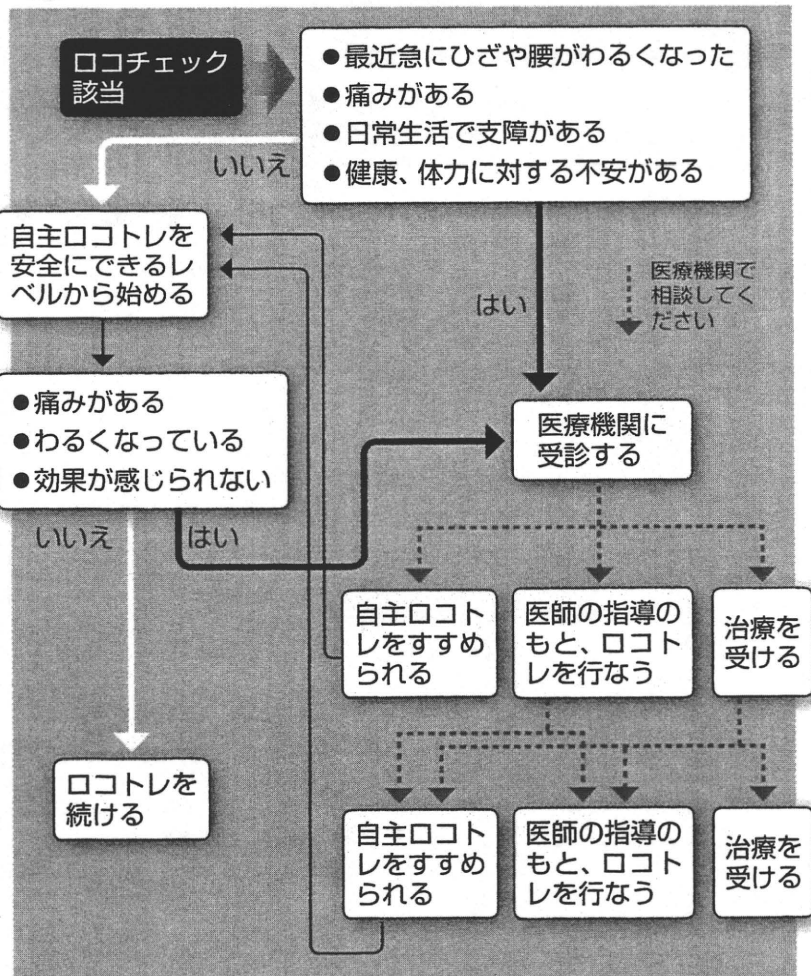 ロコチェック
該当
●最近急にひざや腰がわるくなった
●痛みがある
●日常生活で支障がある
●健康、体力に対する不安がある
いいえ
自主ロコトレを
安全にできるレ
ベルから始める
はい
医療機関で
相談してく
ださい
●痛みがある
●わるくなっている
●効果が感じられない
医療機関に
受診する
いいえ
はい
自主ロコト
レをすすめ
られる
医師の指導の
もと、ロコト
レを行なう
治療を
受ける
ロコトレを
続ける
自主ロコト
レをすすめ
られる
医師の指導の
もと、ロコト
レを行なう
治療を
受ける